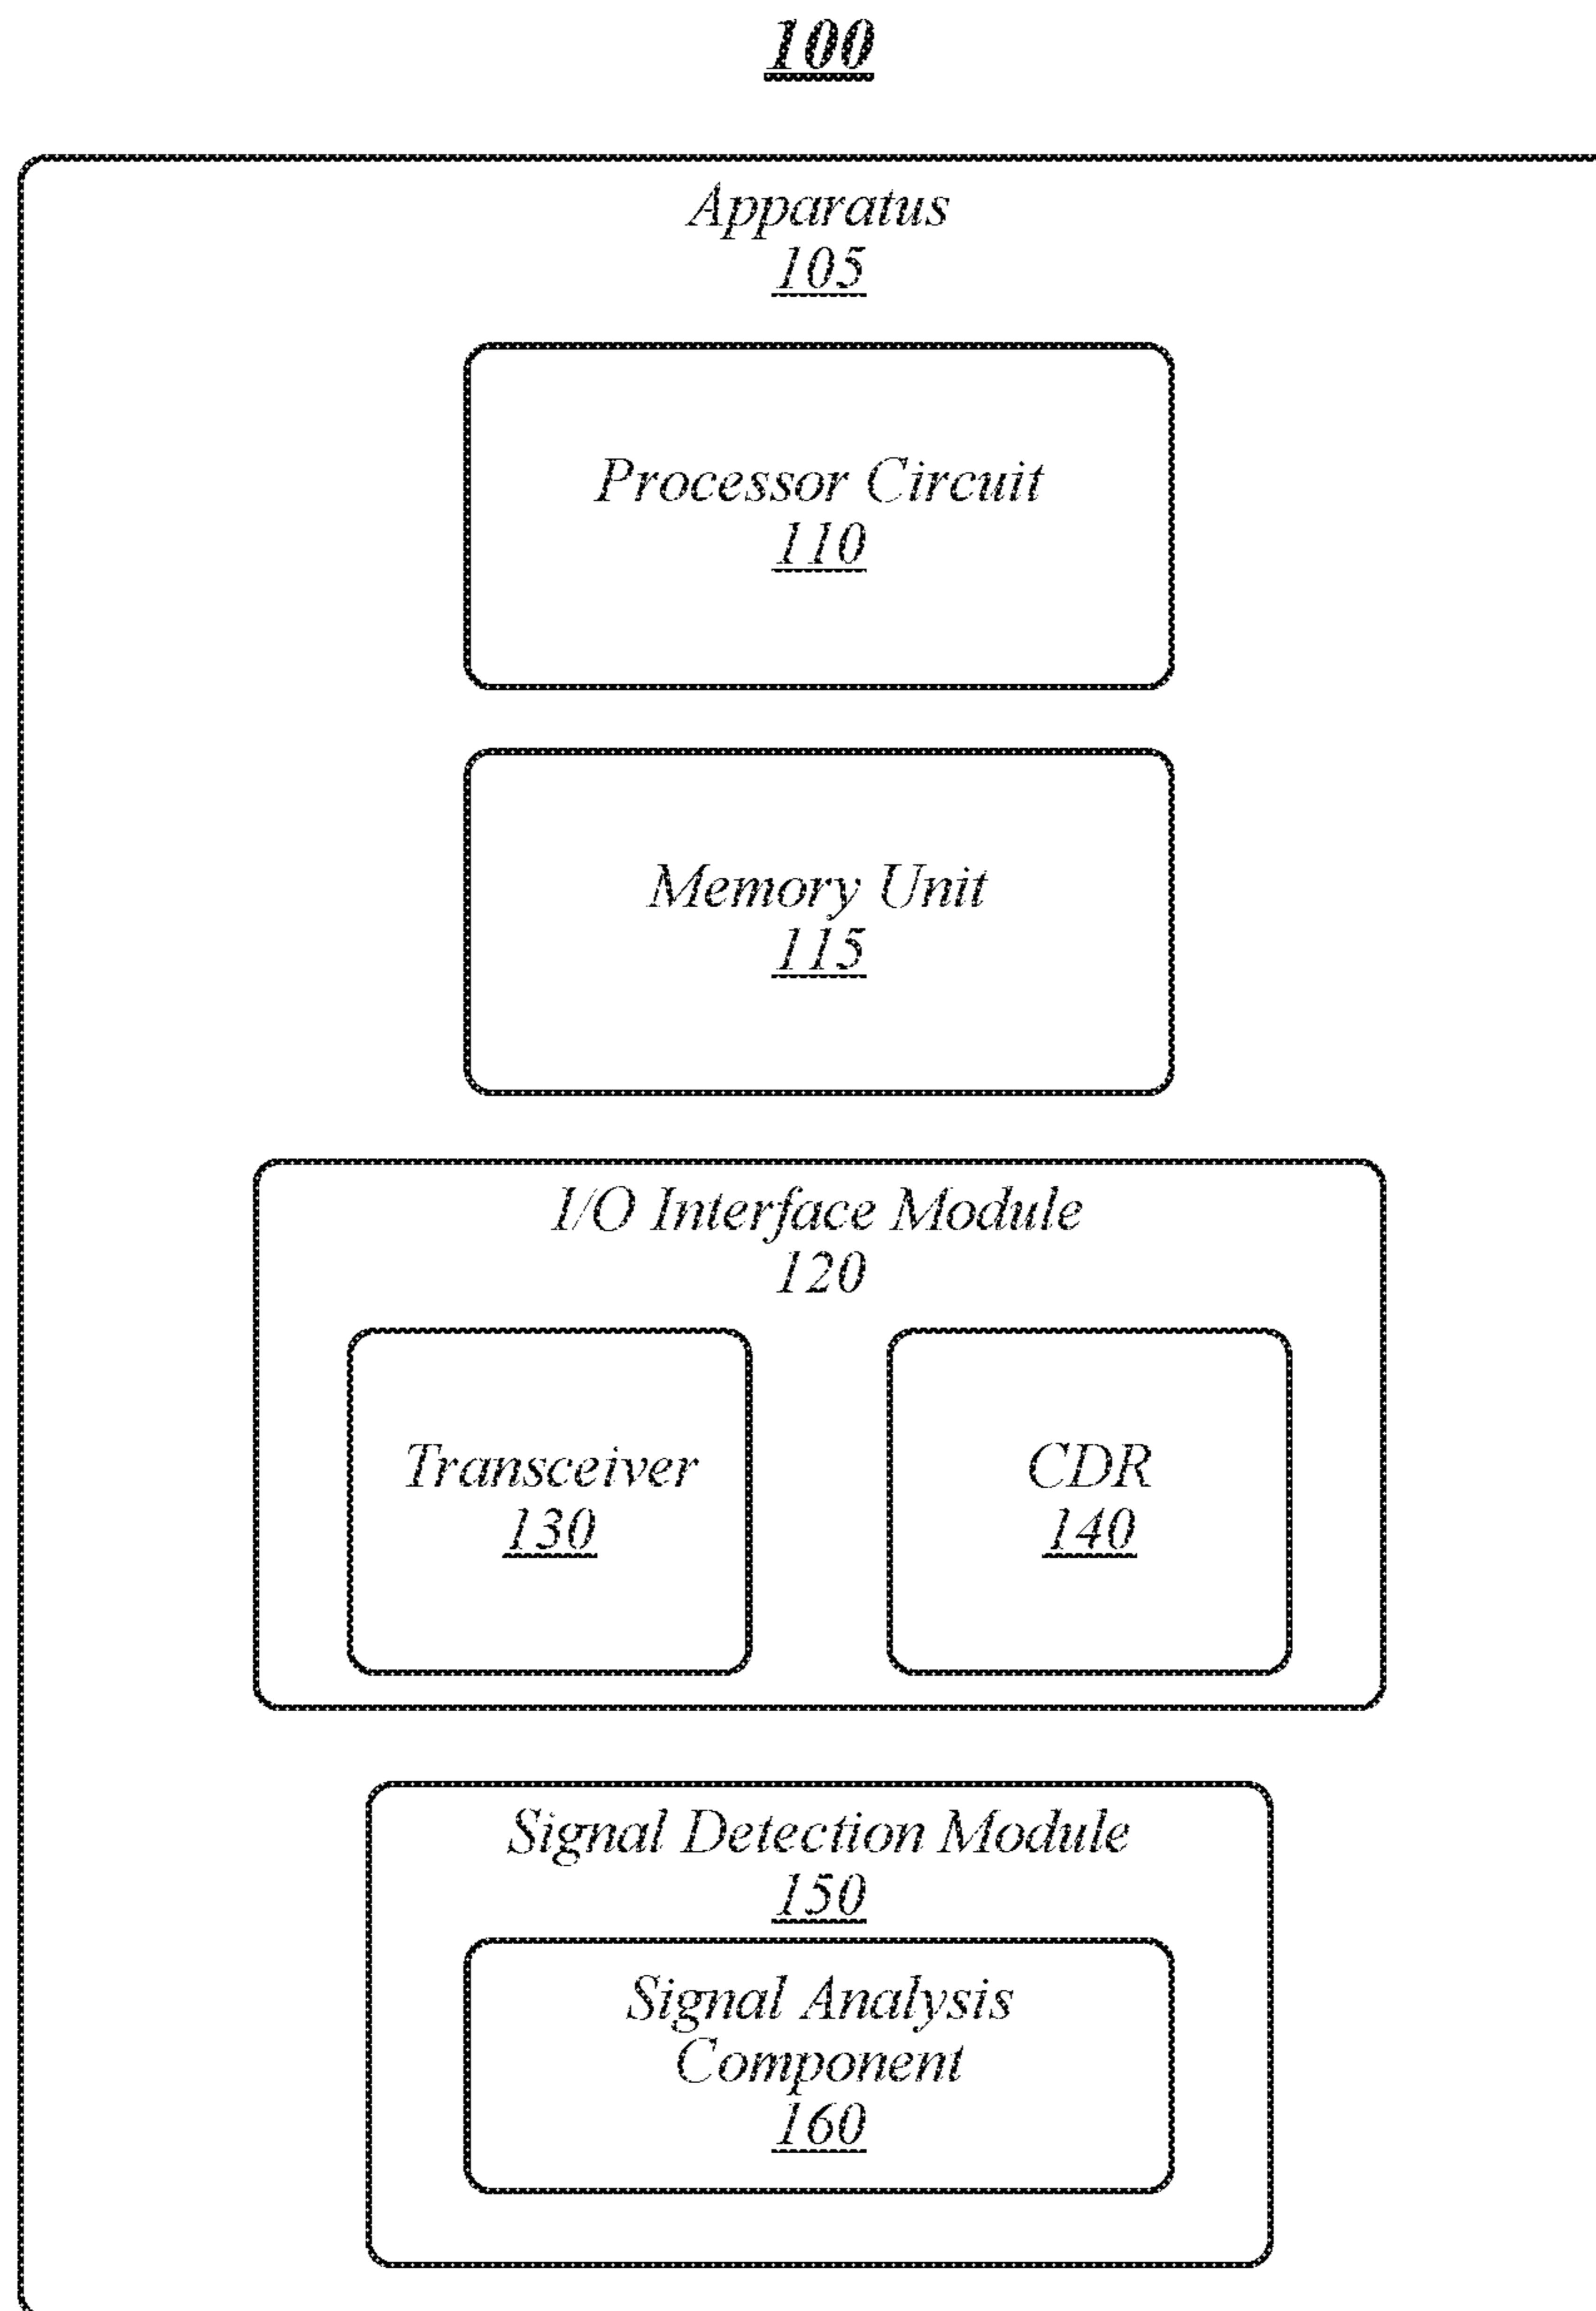 100
Apparatus
105
Processor Circuit
110
Memory Unit
115
I/O Interface Module
120
Transceiver
130
CDR
140
Signal Detection Module
150
Signal Analysis
Component
160